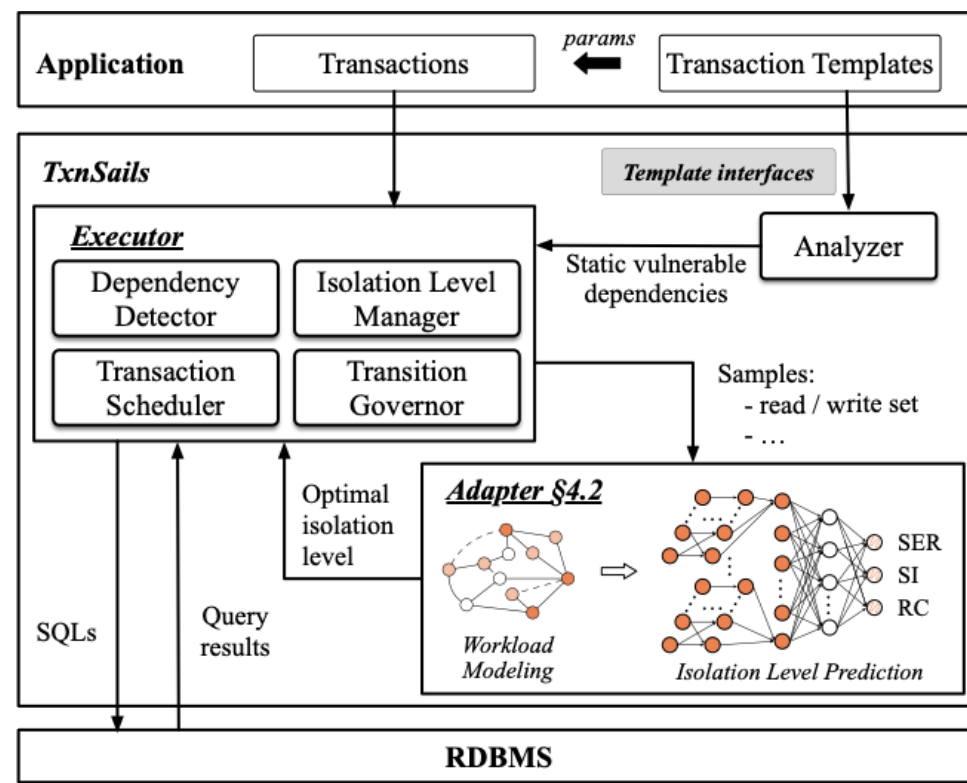 params
Application
Transactions
Transaction Templates
TxnSails
Template interfaces
Executor
Analyzer
Static vulnerable
dependencies
Dependency
Detector
Isolation Level
Manager
Transaction
Scheduler
Transition
Governor
Samples:
- read / write set
- ...
Optimal
isolation
level
Adapter §4.2
SER
SI
RC
SQLs
Query
results
Workload
Modeling
Isolation Level Prediction
RDBMS